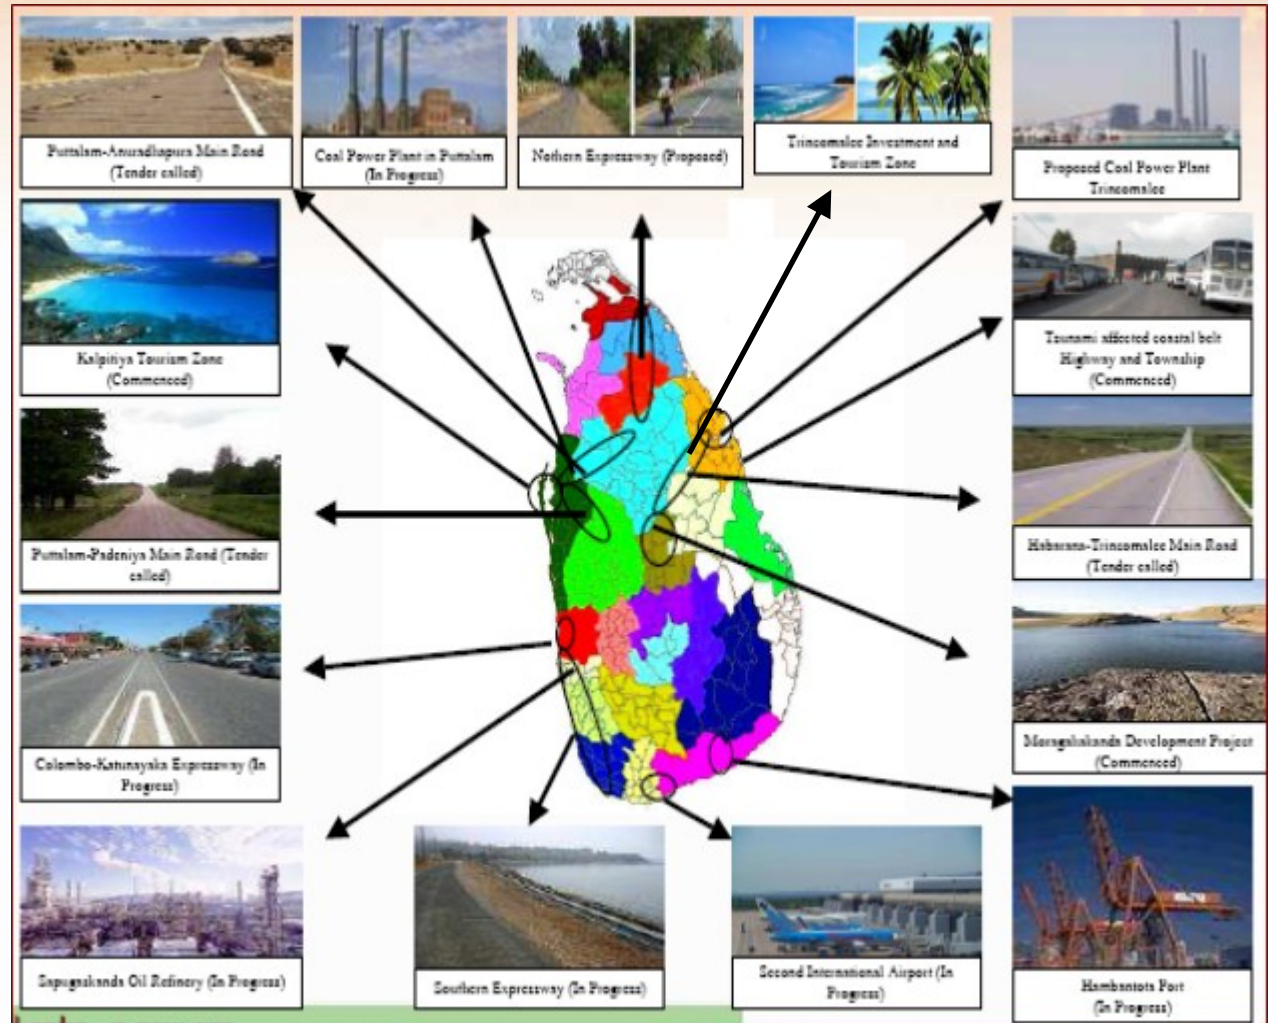 Puttalam-Anuradhapura Main Road
(Tender called)
Coal Power Plant in Puttalam
(In Progress)
Nothern Expressway (Proposed)
Trincomalee Investment and
Tourism Zone
Proposed Coal Power Plant
Trincomalee
Kalpitiya Tourism Zone
(Commenced)
Tsunami affected coastal belt
Highway and Township
(Commenced)
Puttalam-Padeniya Main Road (Tender
called)
Habarana-Trincomalee Main Road
(Tender called)
Colombo-Katunayaka Expressway (In
Progress)
Moragahakanda Development Project
(Commenced)
Sapugaskanda Oil Refinery (In Progress)
Southern Expressway (In Progress)
Second International Airport (In
Progress)
Hambantota Port
(In Progress)